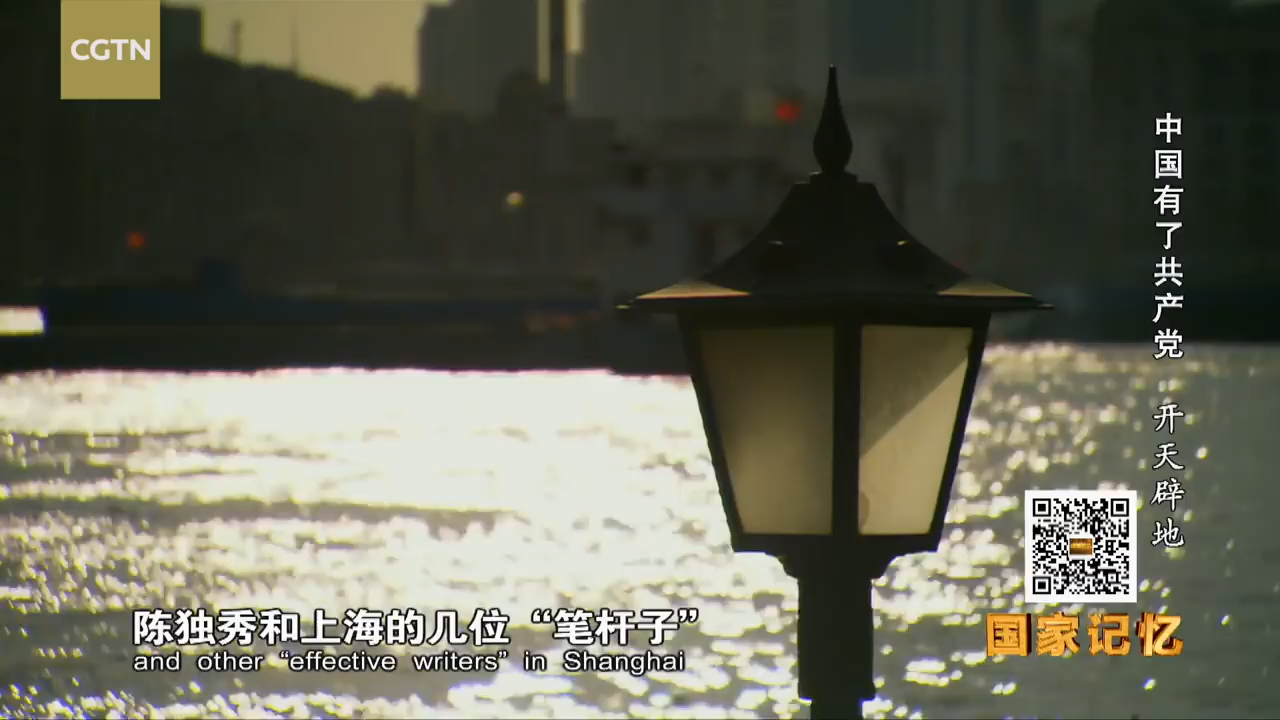 CGTN
中国有了共产党 开天辟地
国家记忆
陈独秀和上海的几位“笔杆子”
and other “effective writers” in Shanghai